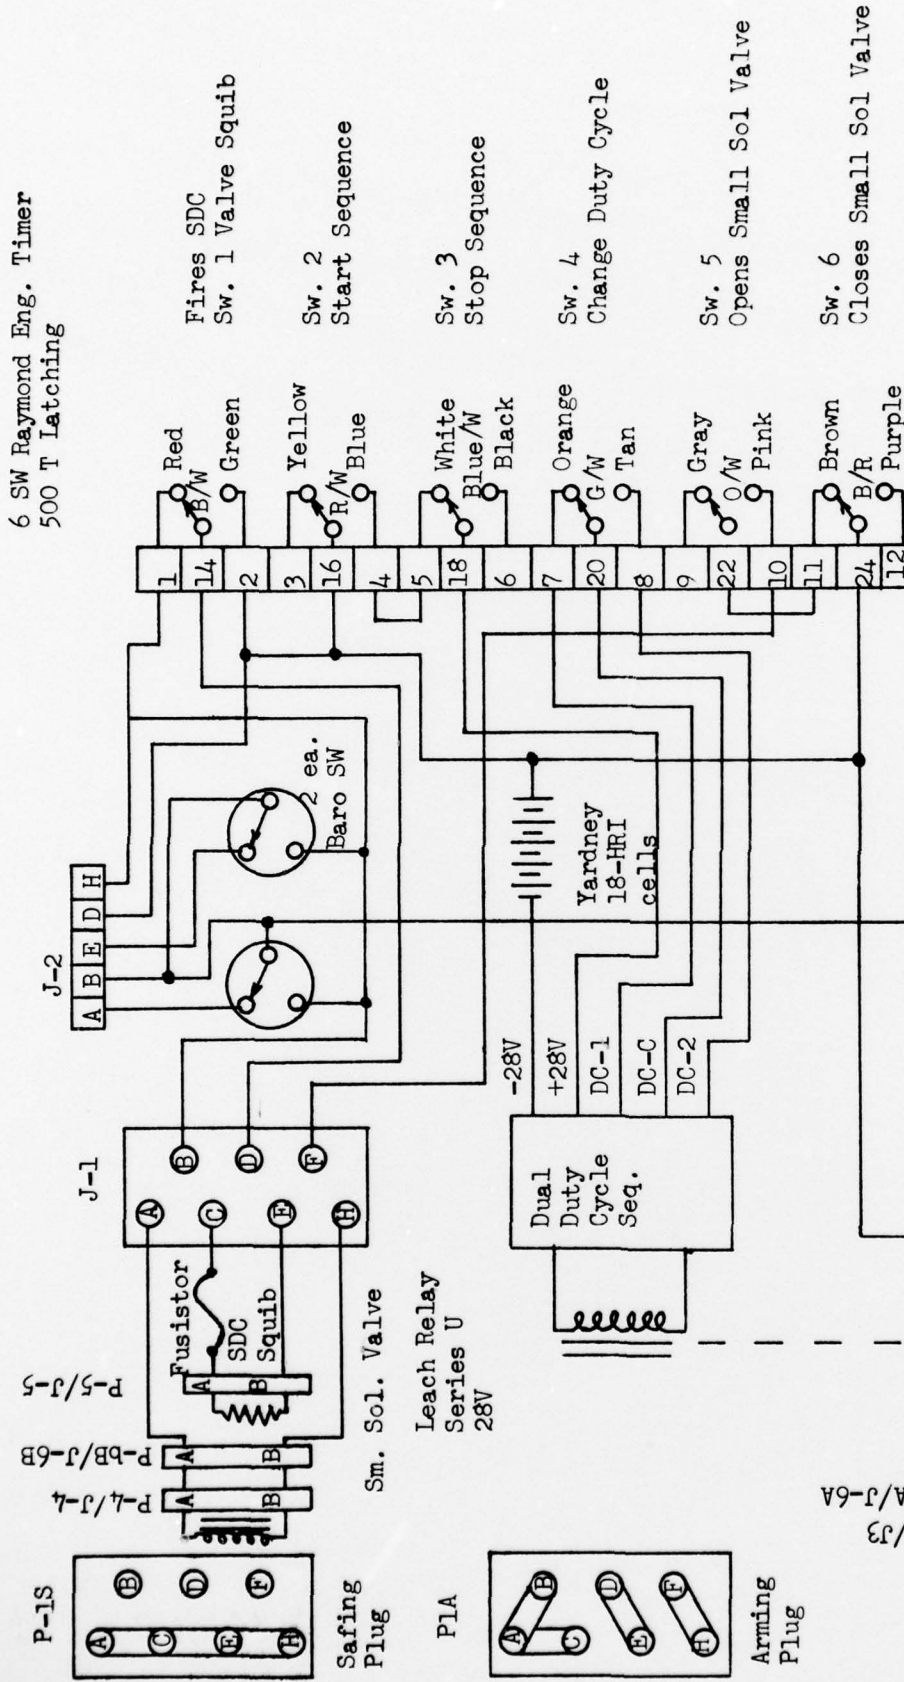 6 SW Raymond Eng. Timer
500 T Latching
Fires SDC
Sw. 1 Valve Squib
Sw. 2
Start Sequence
Sw. 3
Stop Sequence
Sw. 4
Change Duty Cycle
Sw. 5
Opens Small Sol Valve
Sw. 6
Closes Small Sol Valve
Red
B/W
Green
Yellow
R/W
Blue
White
Blue/W
Black
Orange
G/W
Tan
Gray
O/W
Pink
Brown
B/R
Purple
1
14
2
3
16
4
5
18
6
7
20
8
9
22
10
11
24
12
J-2
A B E D H
2 ea.
Baro SW
Yardney
18-HRI
cells
-28V
+28V
DC-1
DC-C
DC-2
J-1
A
B
C
D
E
F
H
Dual
Duty
Cycle
Seq.
Fusistor
SDC
Squib
P-5/J-5
A
B
P-6B/J-6B
A
B
P-4/J-4
A
B
Sm. Sol. Valve
Leach Relay
Series U
28V
P-1S
A
B
C
D
E
F
H
Safing
Plug
P1A
A
B
C
D
E
F
H
Arming
Plug
A/J-6A
/J3